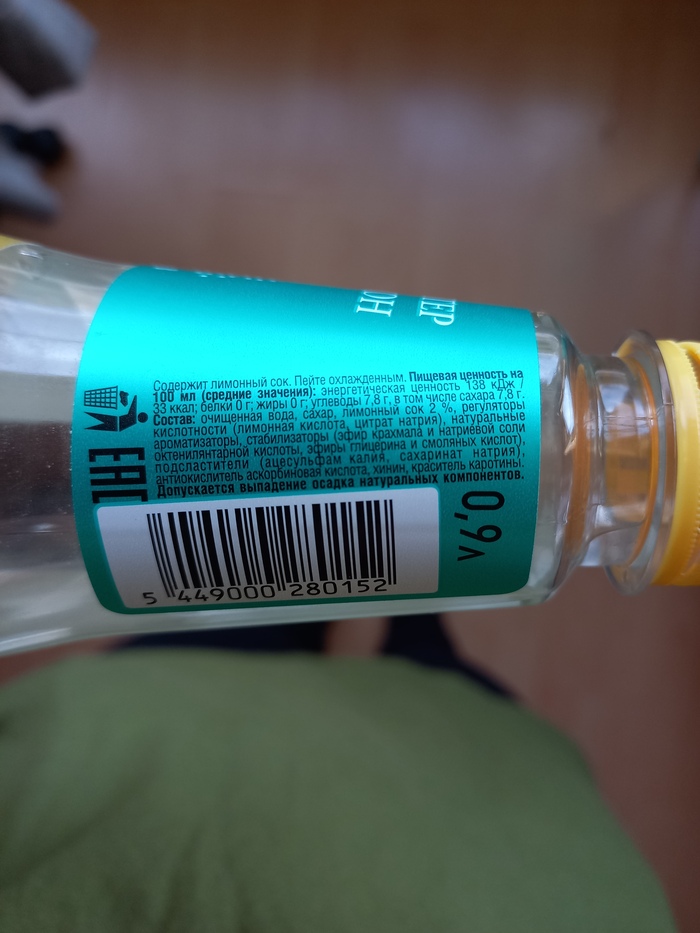 ТЕР
ОН
Содержит лимонный сок. Пейте охлажденным. Пищевая ценность на
100 мл (средние значения): энергетическая ценность 138 кДж /
33 ккал; белки 0 г; жиры 0 г; углеводы 7,8 г, в том числе сахара 7,8 г.
Состав: очищенная вода, сахар, лимонный сок 2 %, регуляторы
кислотности (лимонная кислота, цитрат натрия), натуральные
ароматизаторы, стабилизаторы (эфир крахмала и натриевой соли
октенилянтарной кислоты, эфиры глицерина и смоляных кислот),
подсластители (ацесульфам калия, сахаринат натрия),
антиокислитель аскорбиновая кислота, хинин, краситель каротины.
Допускается выпадение осадка натуральных компонентов.
EAC
0,9 л
5 449000 280152